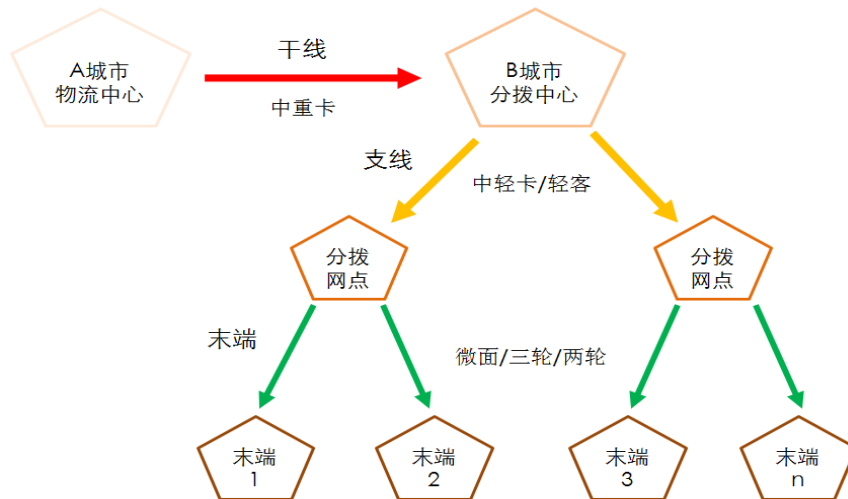 A城市
物流中心
干线
中重卡
B城市
分拨中心
支线
中轻卡/轻客
分拨
网点
分拨
网点
末端
微面/三轮/两轮
末端
1
末端
2
末端
3
末端
n